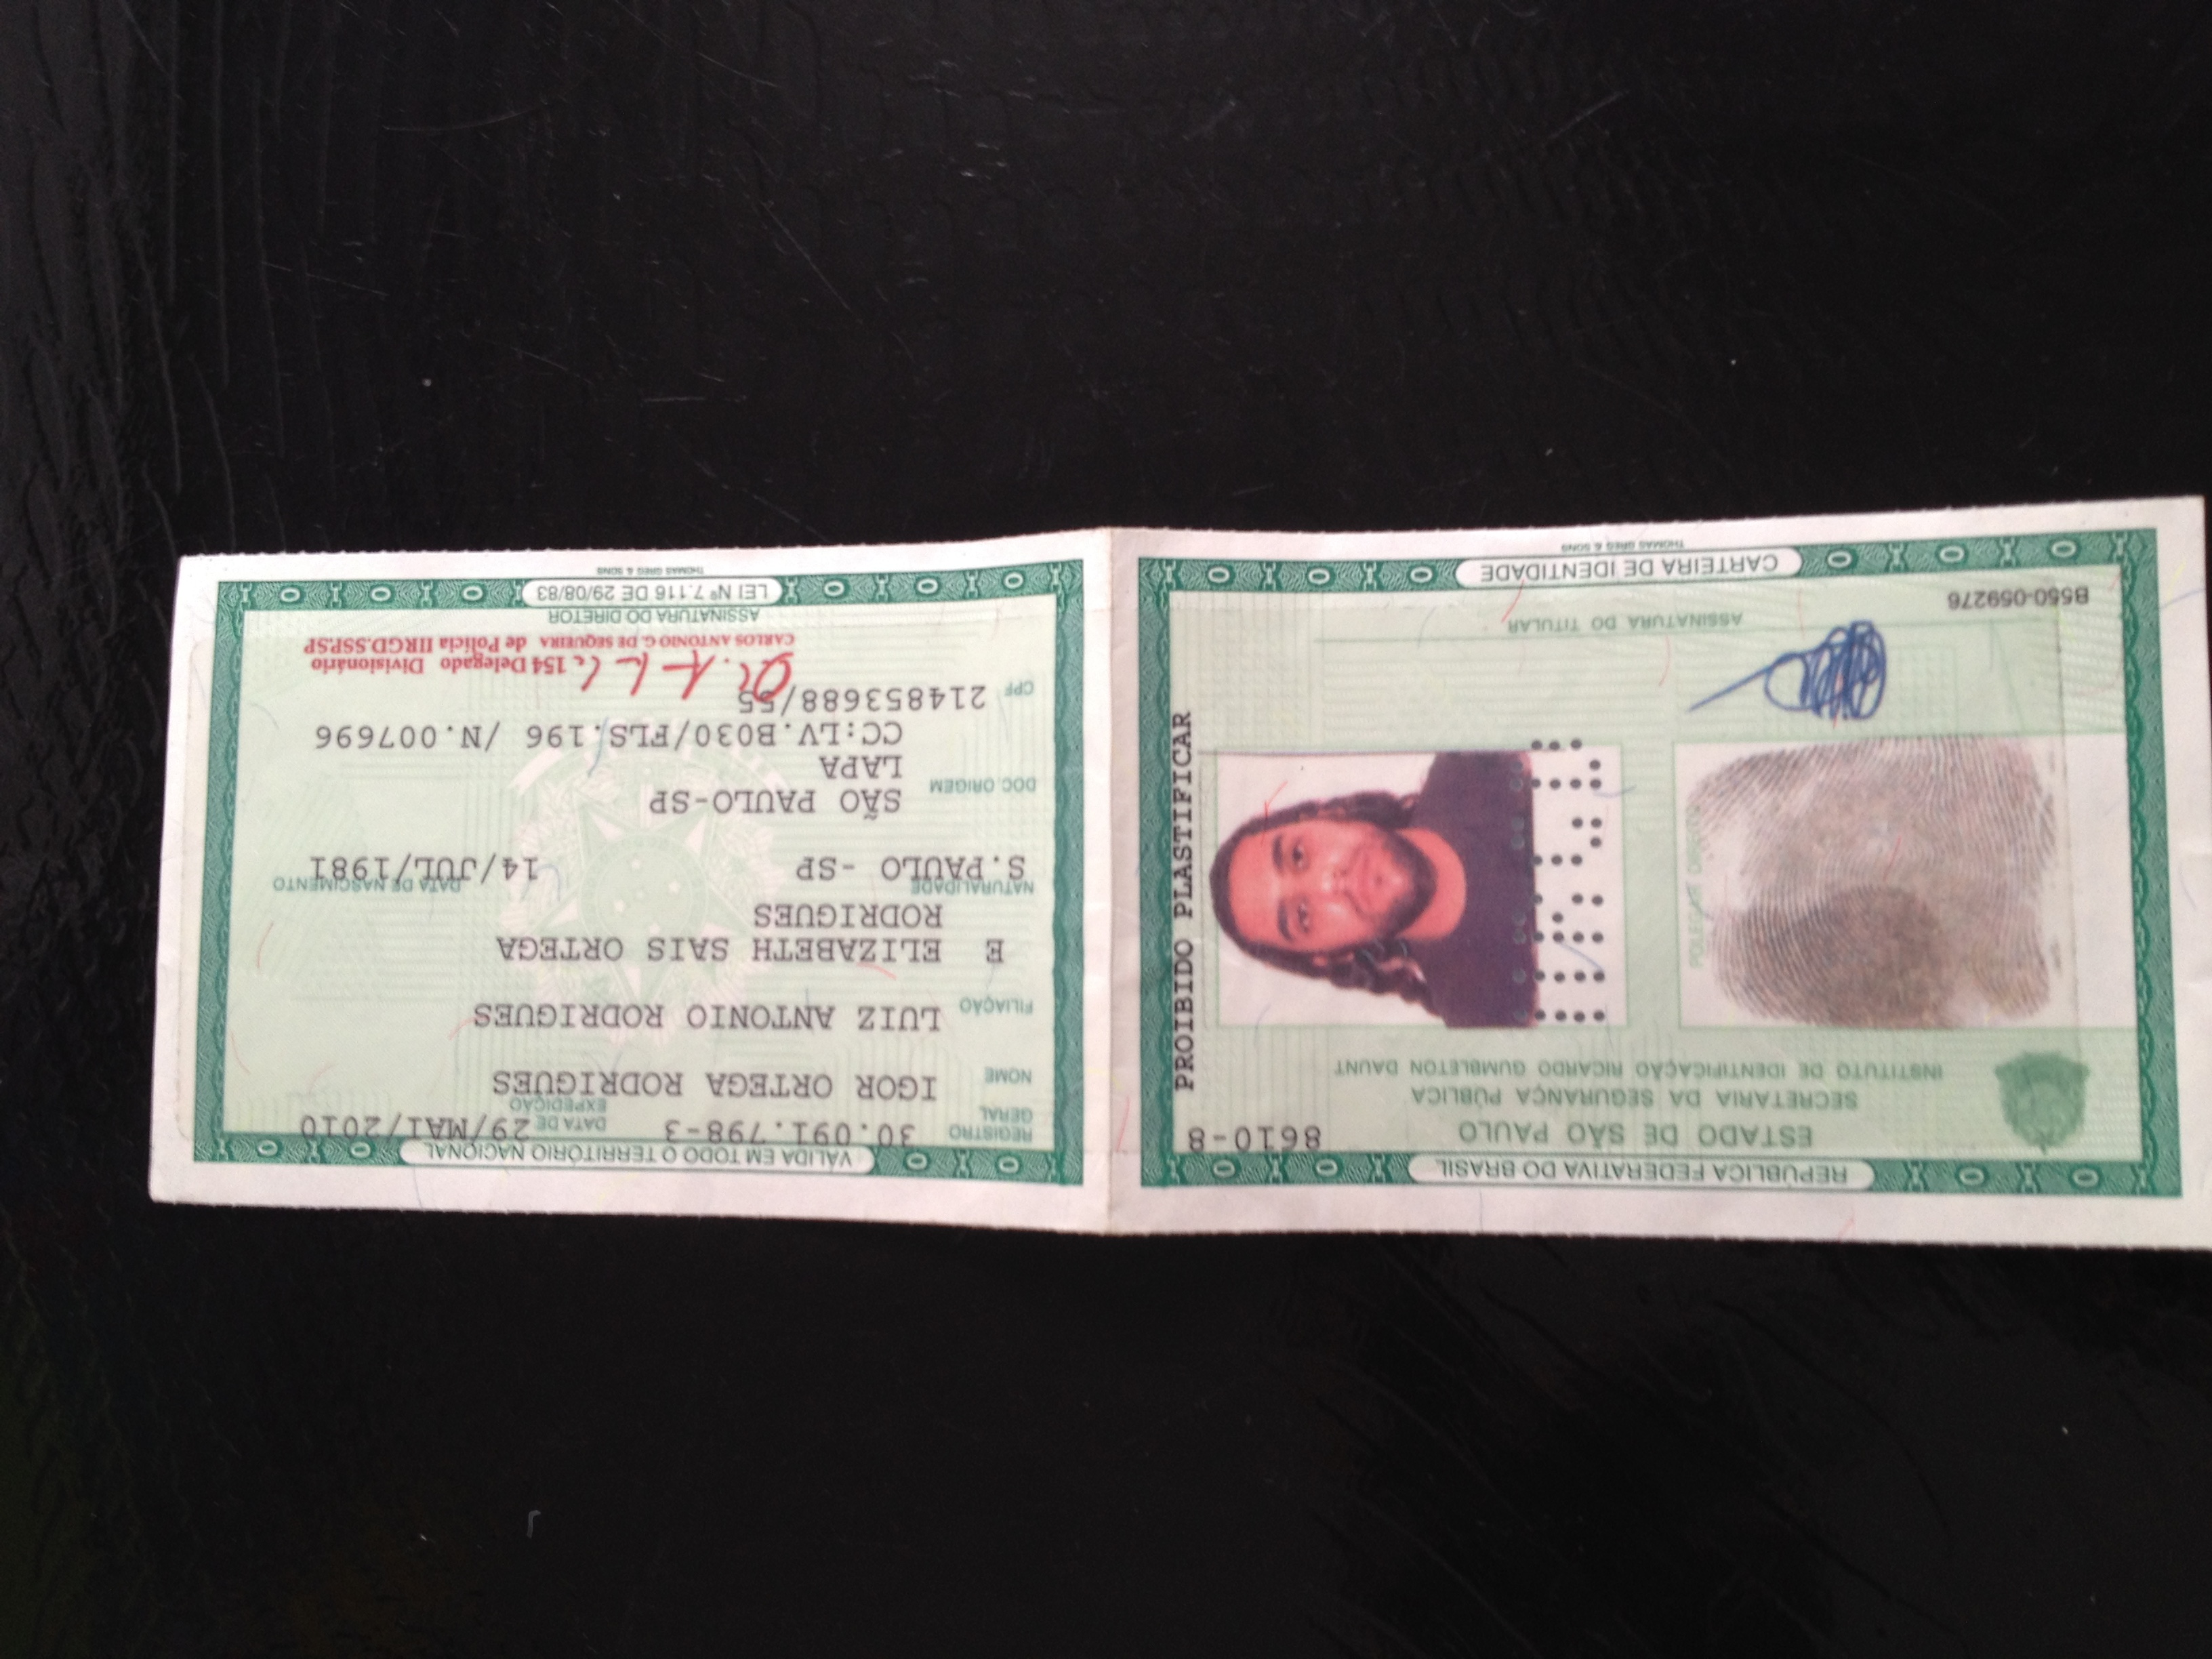 VÁLIDA EM TODO O TERRITÓRIO NACIONAL
REGISTRO GERAL 30.091.798-3 DATA DE EXPEDIÇÃO 29/MAI/2010
NOME IGOR ORTEGA RODRIGUES
FILIAÇÃO LUIZ ANTONIO RODRIGUES
E ELIZABETH SAIS ORTEGA
RODRIGUES
NATURALIDADE DATA DE NASCIMENTO
S.PAULO -SP 14/JUL/1981
DOC. ORIGEM SÃO PAULO-SP
LAPA
CC:LV.B030/FLS.196 /N.007696
CPF 214853688/55
154 Delegado Divisionário
CARLOS ANTONIO G. DE SEQUEIRA de Polícia IIRGD.SSP.SP
ASSINATURA DO DIRETOR
LEI Nº 7.116 DE 29/08/83
THOMAS GREG & SONS
REPÚBLICA FEDERATIVA DO BRASIL
ESTADO DE SÃO PAULO 8610-8
SECRETARIA DA SEGURANÇA PÚBLICA
INSTITUTO DE IDENTIFICAÇÃO RICARDO GUMBLETON DAUNT
PROIBIDO PLASTIFICAR
POLEGAR DIREITO
ASSINATURA DO TITULAR
B550-059276
CARTEIRA DE IDENTIDADE
THOMAS GREG & SONS